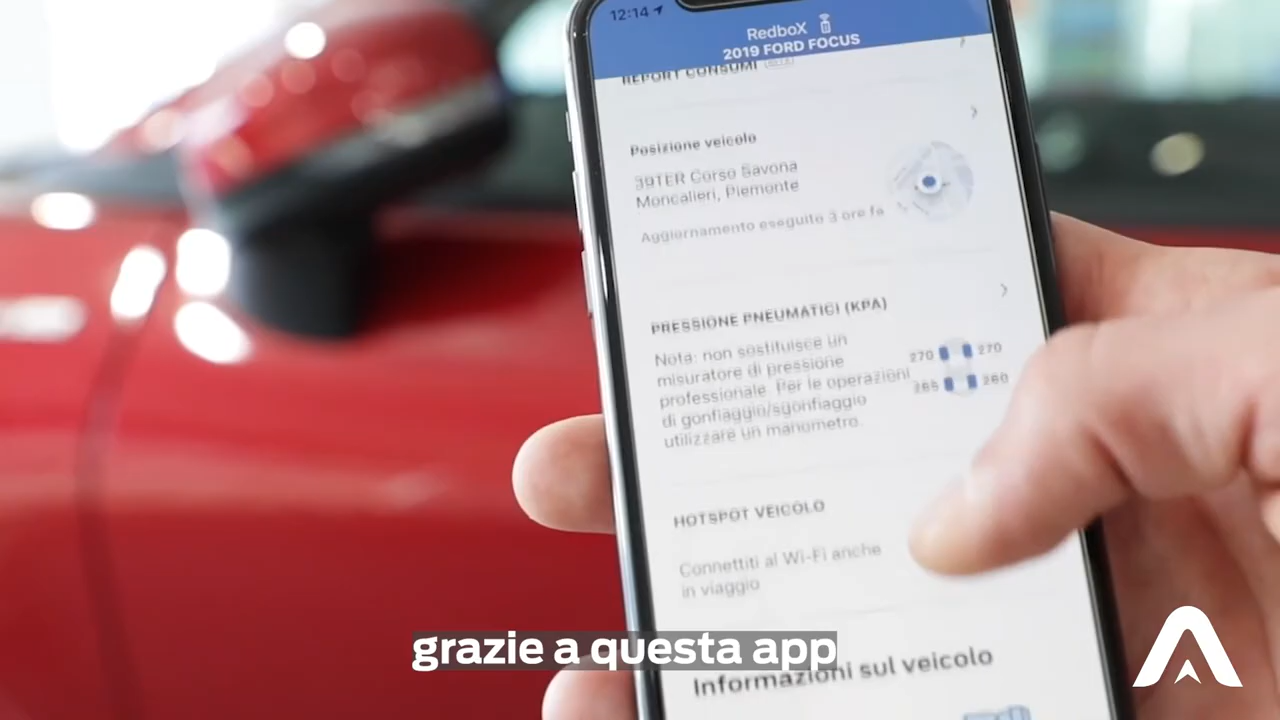 12:14
RedboX
2019 FORD FOCUS
REPORT CONSUMI
Posizione veicolo
39TER Corso Savona
Moncalieri, Piemonte
Aggiornamento eseguito 3 ore fa
PRESSIONE PNEUMATICI (KPA)
Nota: non sostituisce un
misuratore di pressione
professionale. Per le operazioni
di gonfiaggio/sgonfiaggio
utilizzare un manometro.
270 270
265 260
HOTSPOT VEICOLO
Connettiti al Wi-Fi anche
in viaggio
grazie a questa app
Informazioni sul veicolo